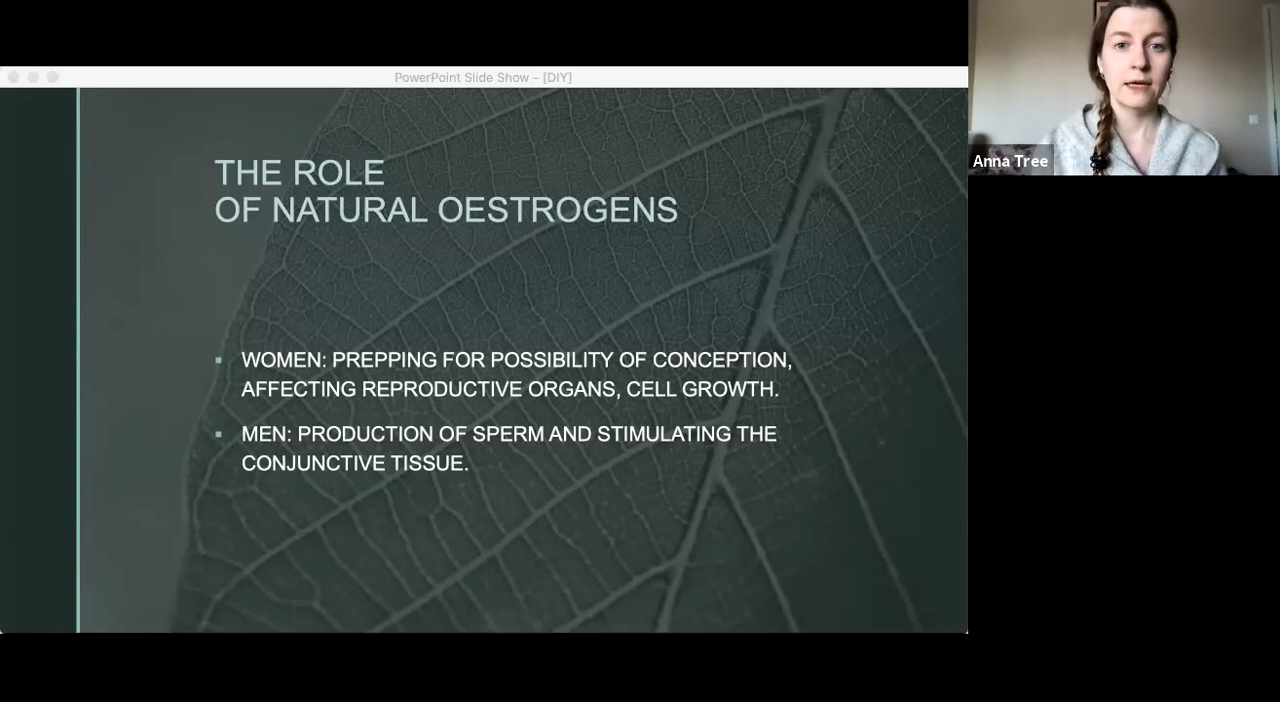 PowerPoint Slide Show – [DIY]
THE ROLE
OF NATURAL OESTROGENS
WOMEN: PREPPING FOR POSSIBILITY OF CONCEPTION,
AFFECTING REPRODUCTIVE ORGANS, CELL GROWTH.
MEN: PRODUCTION OF SPERM AND STIMULATING THE
CONJUNCTIVE TISSUE.
Anna Tree